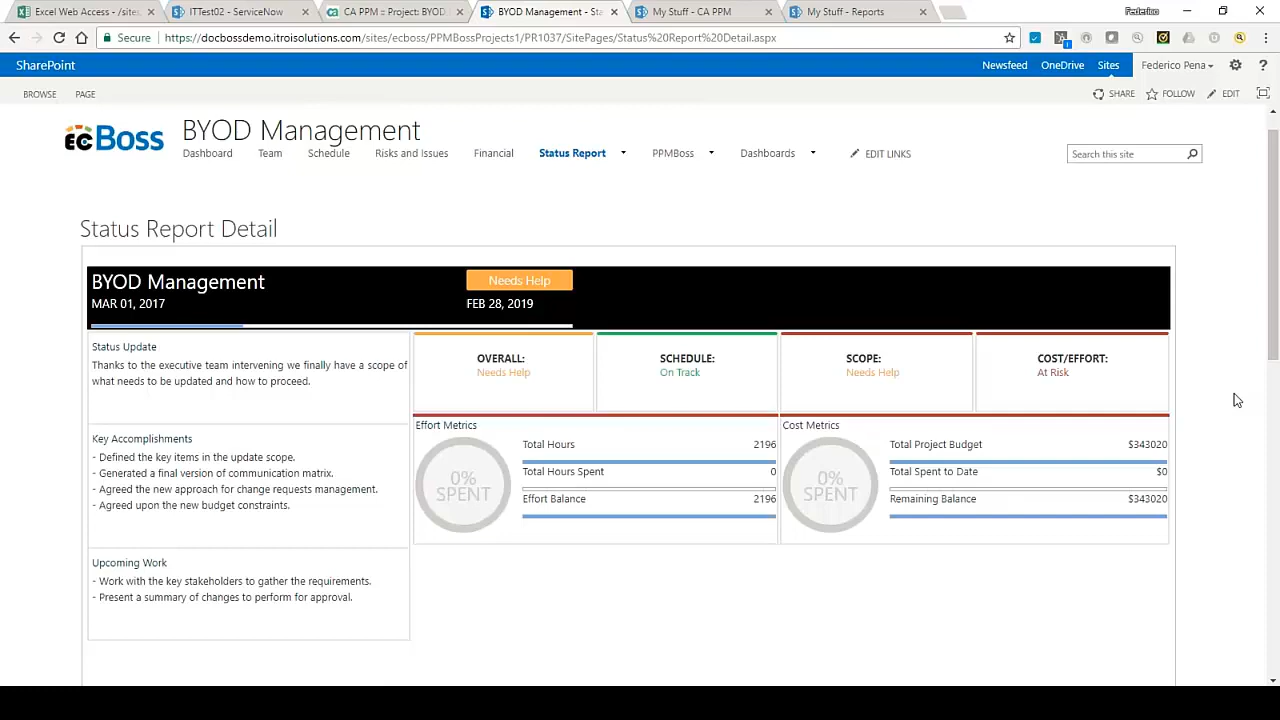 Excel Web Access - /site
ITTest02 - ServiceNow
CA PPM :: Project: BYOD
BYOD Management - Sta
My Stuff - CA PPM
My Stuff - Reports
Federico
Secure
https://docbossdemo.itroisolutions.com/sites/ecboss/PPMBossProjects1/PR1037/SitePages/Status%20Report%20Detail.aspx
SharePoint
Newsfeed
OneDrive
Sites
Federico Pena
?
BROWSE
PAGE
SHARE
FOLLOW
EDIT
ecBoss
BYOD Management
Dashboard
Team
Schedule
Risks and Issues
Financial
Status Report
PPMBoss
Dashboards
EDIT LINKS
Search this site
Status Report Detail
BYOD Management
Needs Help
MAR 01, 2017
FEB 28, 2019
Status Update
Thanks to the executive team intervening we finally have a scope of
what needs to be updated and how to proceed.
Key Accomplishments
- Defined the key items in the update scope.
- Generated a final version of communication matrix.
- Agreed the new approach for change requests management.
- Agreed upon the new budget constraints.
Upcoming Work
- Work with the key stakeholders to gather the requirements.
- Present a summary of changes to perform for approval.
OVERALL:
Needs Help
SCHEDULE:
On Track
SCOPE:
Needs Help
COST/EFFORT:
At Risk
Effort Metrics
0%
SPENT
Total Hours 2196
Total Hours Spent 0
Effort Balance 2196
Cost Metrics
0%
SPENT
Total Project Budget $343020
Total Spent to Date $0
Remaining Balance $343020